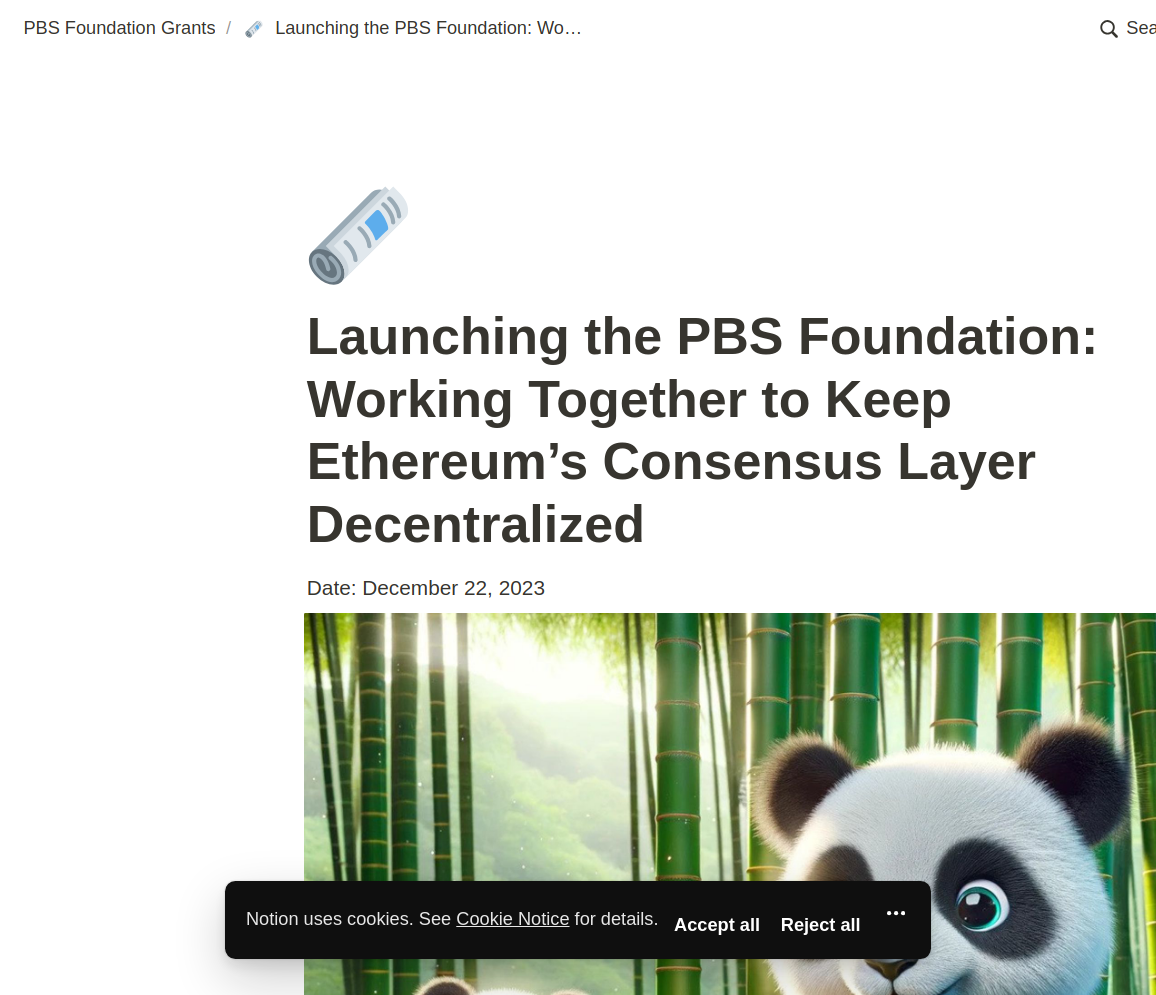 PBS Foundation Grants / Launching the PBS Foundation: Wo…
Sea
Launching the PBS Foundation:
Working Together to Keep
Ethereum’s Consensus Layer
Decentralized
Date: December 22, 2023
Notion uses cookies. See Cookie Notice for details. Accept all Reject all